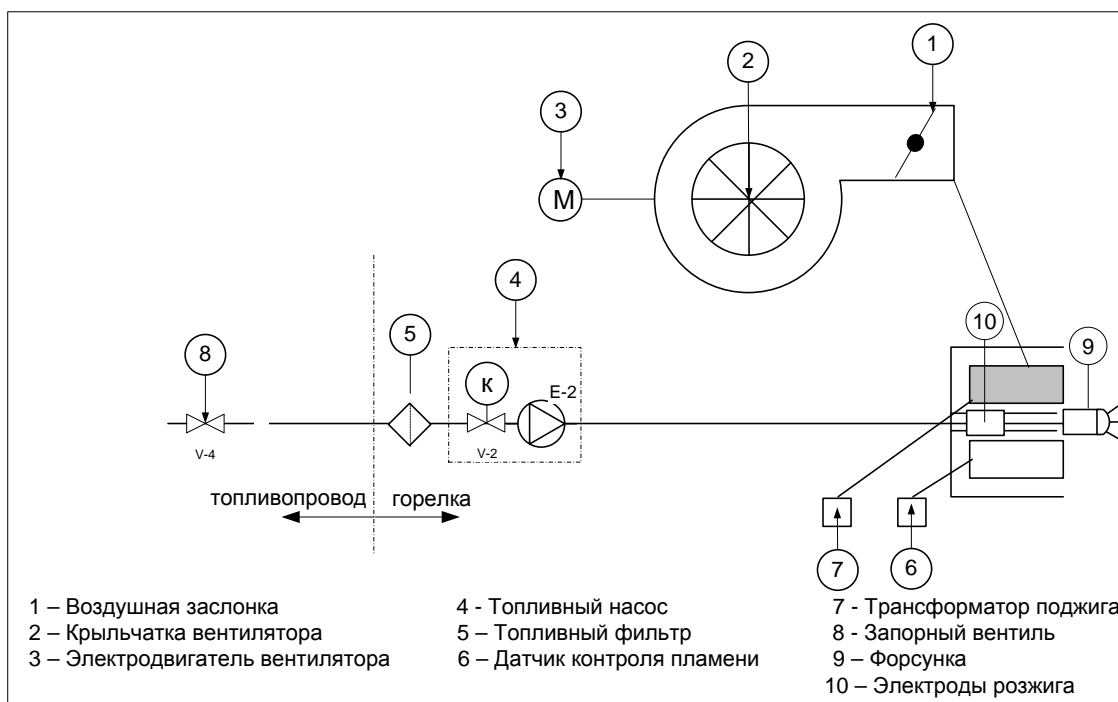 1
2
3
M
4
10
5
9
8
К
E-2
V-4
V-2
топливопровод
горелка
7
6
1 – Воздушная заслонка
2 – Крыльчатка вентилятора
3 – Электродвигатель вентилятора
4 - Топливный насос
5 – Топливный фильтр
6 – Датчик контроля пламени
7 - Трансформатор поджига
8 - Запорный вентиль
9 – Форсунка
10 – Электроды розжига